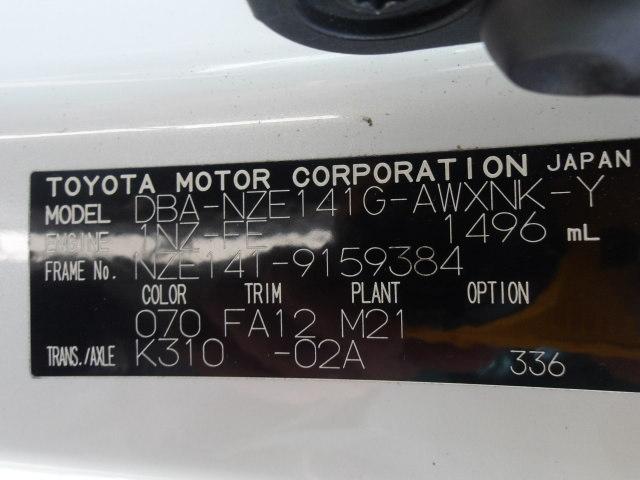 TOYOTA MOTOR CORPORATION JAPAN
MODEL DBA-NZE141G-AWXNK-Y
ENGINE 1NZ-FE 1496 mL
FRAME No. NZE141-9159384
COLOR TRIM PLANT OPTION
070 FA12 M21
TRANS./AXLE K310 -02A 336